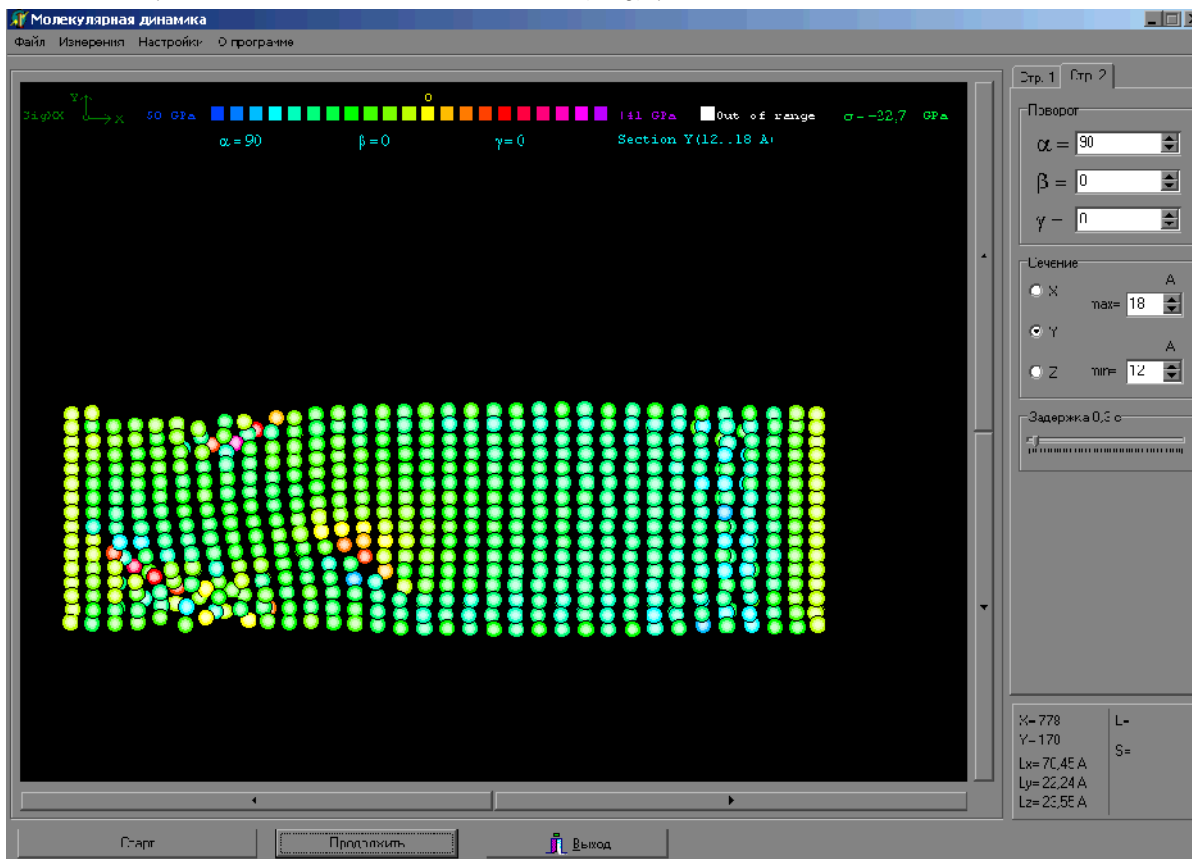 Молекулярная динамика
Файл Измерения Настройки О программе
Стр. 1 Стр. 2
SigXX Y X 50 GPa 0 141 GPa Out of range σ=-32,7 GPa
α=90 β=0 γ=0 Section Y(12..18 A)
Поворот
α = 90
β = 0
γ = 0
Сечение
A
X max= 18
Y
A
Z min= 12
Задержка 0,3 с
X=778 L=
Y=170
S=
Lx=70,45 A
Ly=22,24 A
Lz=23,55 A
Старт Продолжить Выход